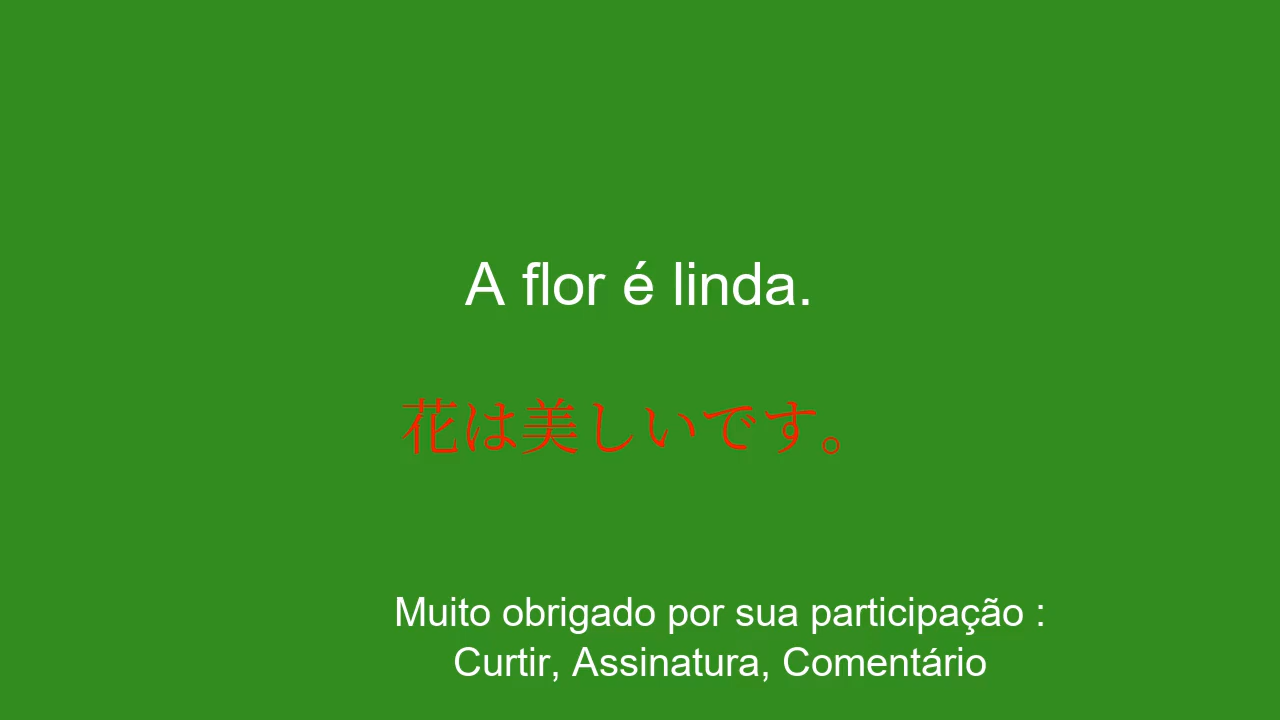 A flor é linda.
花は美しいです。
Muito obrigado por sua participação :
Curtir, Assinatura, Comentário